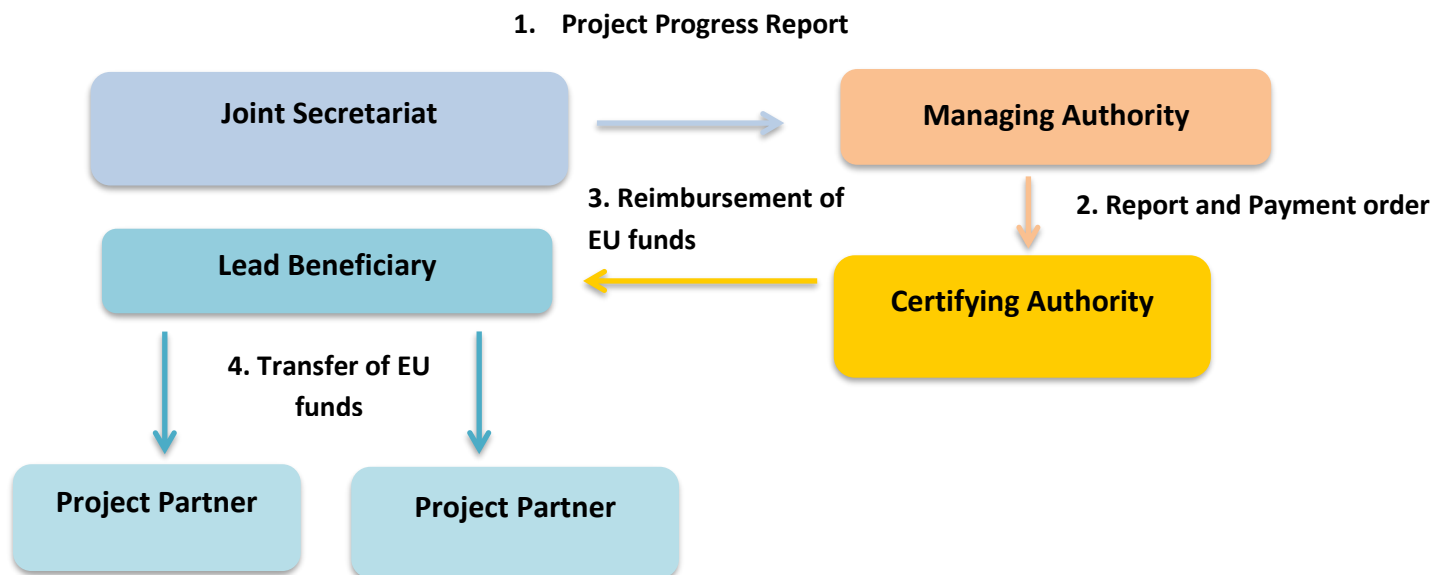 1. Project Progress Report
Joint Secretariat
Managing Authority
3. Reimbursement of
EU funds
2. Report and Payment order
Lead Beneficiary
Certifying Authority
4. Transfer of EU
funds
Project Partner
Project Partner